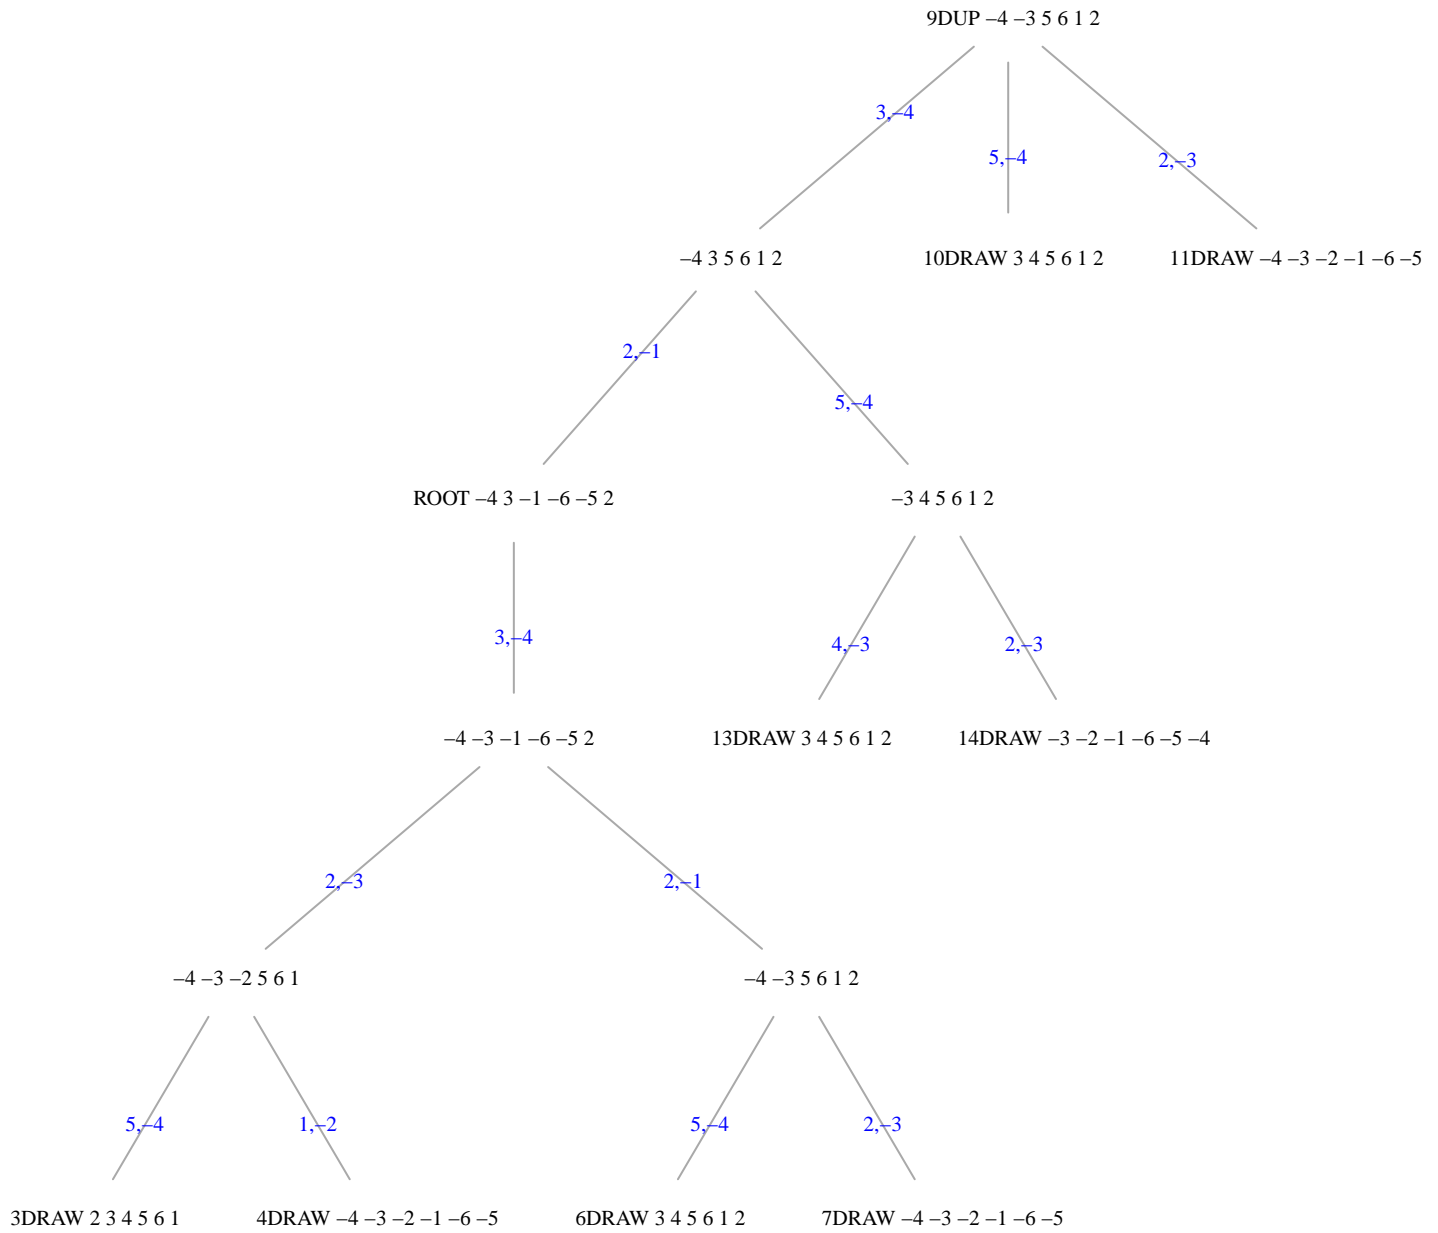 9DUP –4 –3 5 6 1 2
3,–4
5,–4
2,–3
–4 3 5 6 1 2
10DRAW 3 4 5 6 1 2
11DRAW –4 –3 –2 –1 –6 –5
2,–1
5,–4
ROOT –4 3 –1 –6 –5 2
–3 4 5 6 1 2
3,–4
4,–3
2,–3
–4 –3 –1 –6 –5 2
13DRAW 3 4 5 6 1 2
14DRAW –3 –2 –1 –6 –5 –4
2,–3
2,–1
–4 –3 –2 5 6 1
–4 –3 5 6 1 2
5,–4
1,–2
5,–4
2,–3
3DRAW 2 3 4 5 6 1
4DRAW –4 –3 –2 –1 –6 –5
6DRAW 3 4 5 6 1 2
7DRAW –4 –3 –2 –1 –6 –5